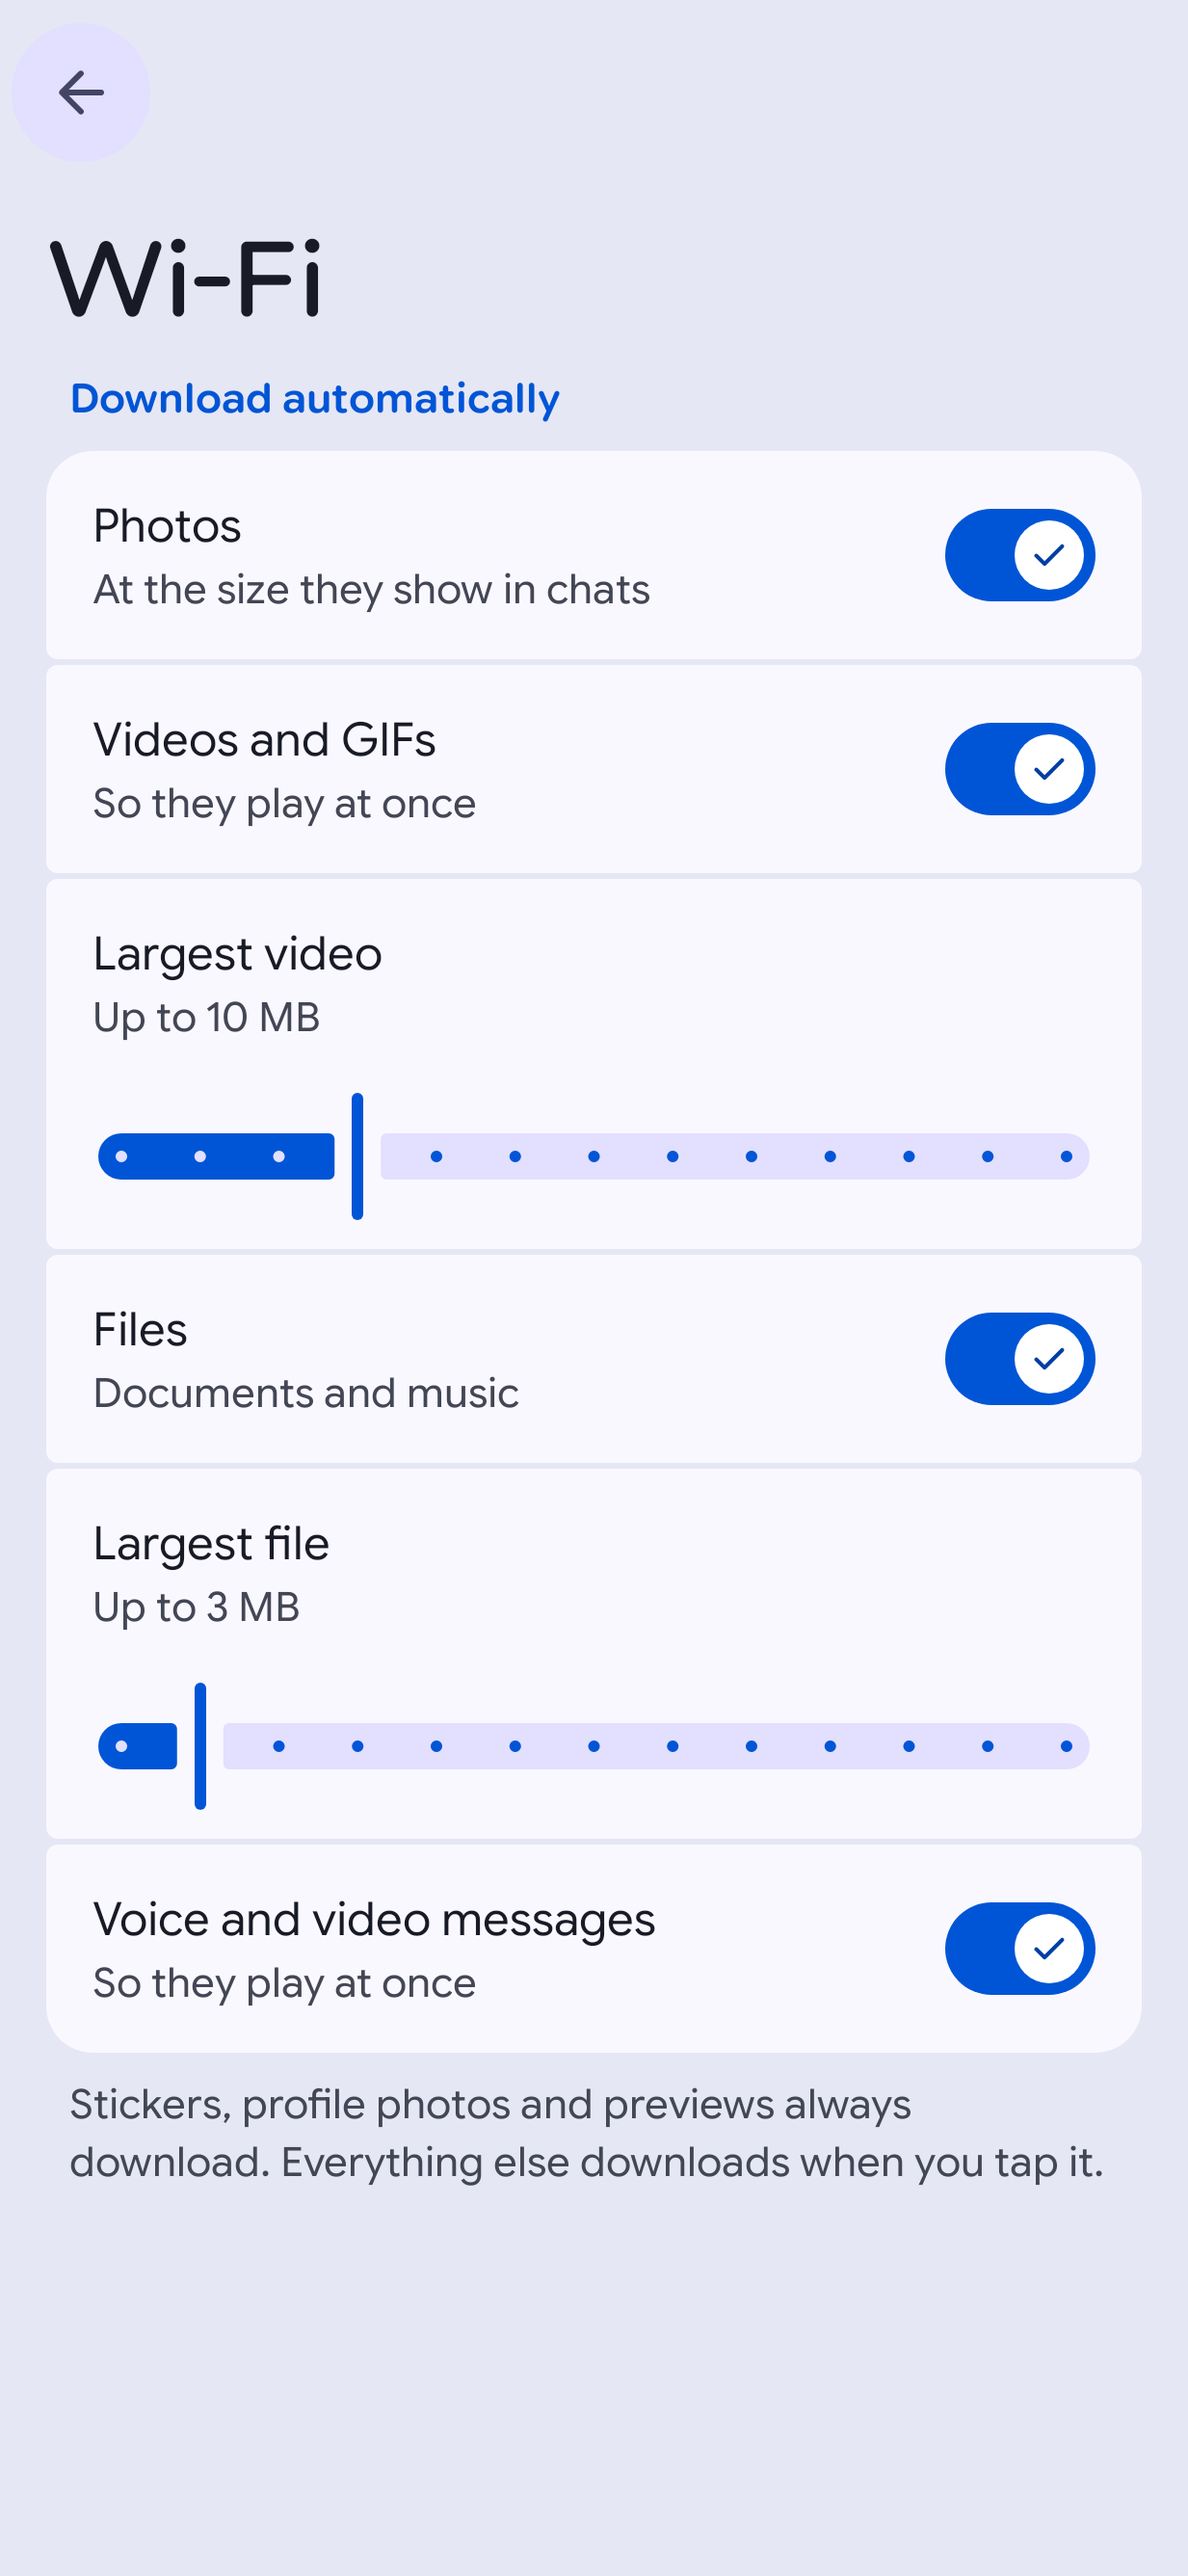 Wi-Fi
Download automatically
Photos
At the size they show in chats
Videos and GIFs
So they play at once
Largest video
Up to 10 MB
Files
Documents and music
Largest file
Up to 3 MB
Voice and video messages
So they play at once
Stickers, profile photos and previews always
download. Everything else downloads when you tap it.